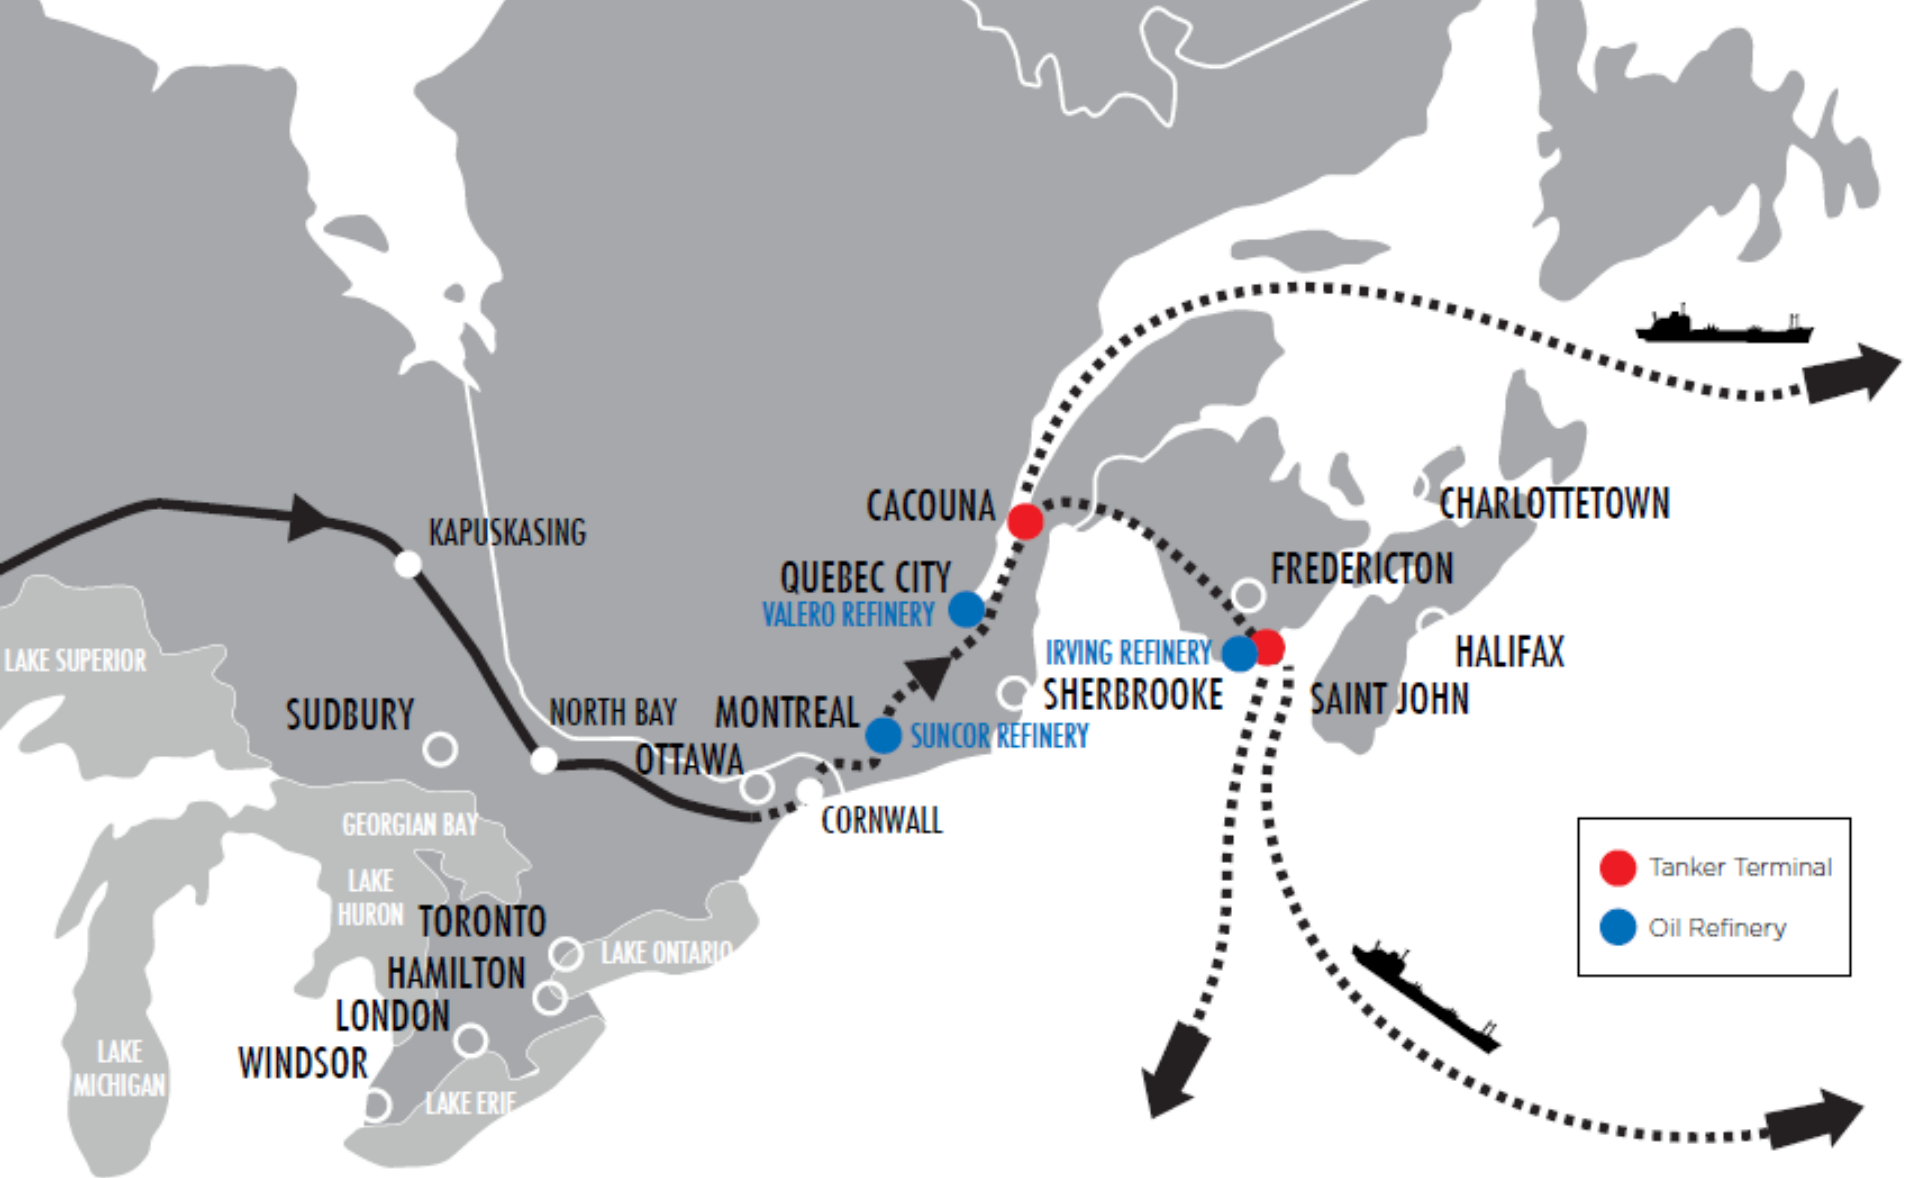 CACOUNA
CHARLOTTETOWN
KAPUSKASING
QUEBEC CITY
VALERO REFINERY
FREDERICTON
LAKE SUPERIOR
IRVING REFINERY
HALIFAX
SHERBROOKE
SAINT JOHN
SUDBURY
NORTH BAY
MONTREAL
SUNCOR REFINERY
OTTAWA
CORNWALL
GEORGIAN BAY
LAKE
HURON
TORONTO
LAKE ONTARIO
HAMILTON
LONDON
WINDSOR
LAKE
MICHIGAN
LAKE ERIE
Tanker Terminal
Oil Refinery